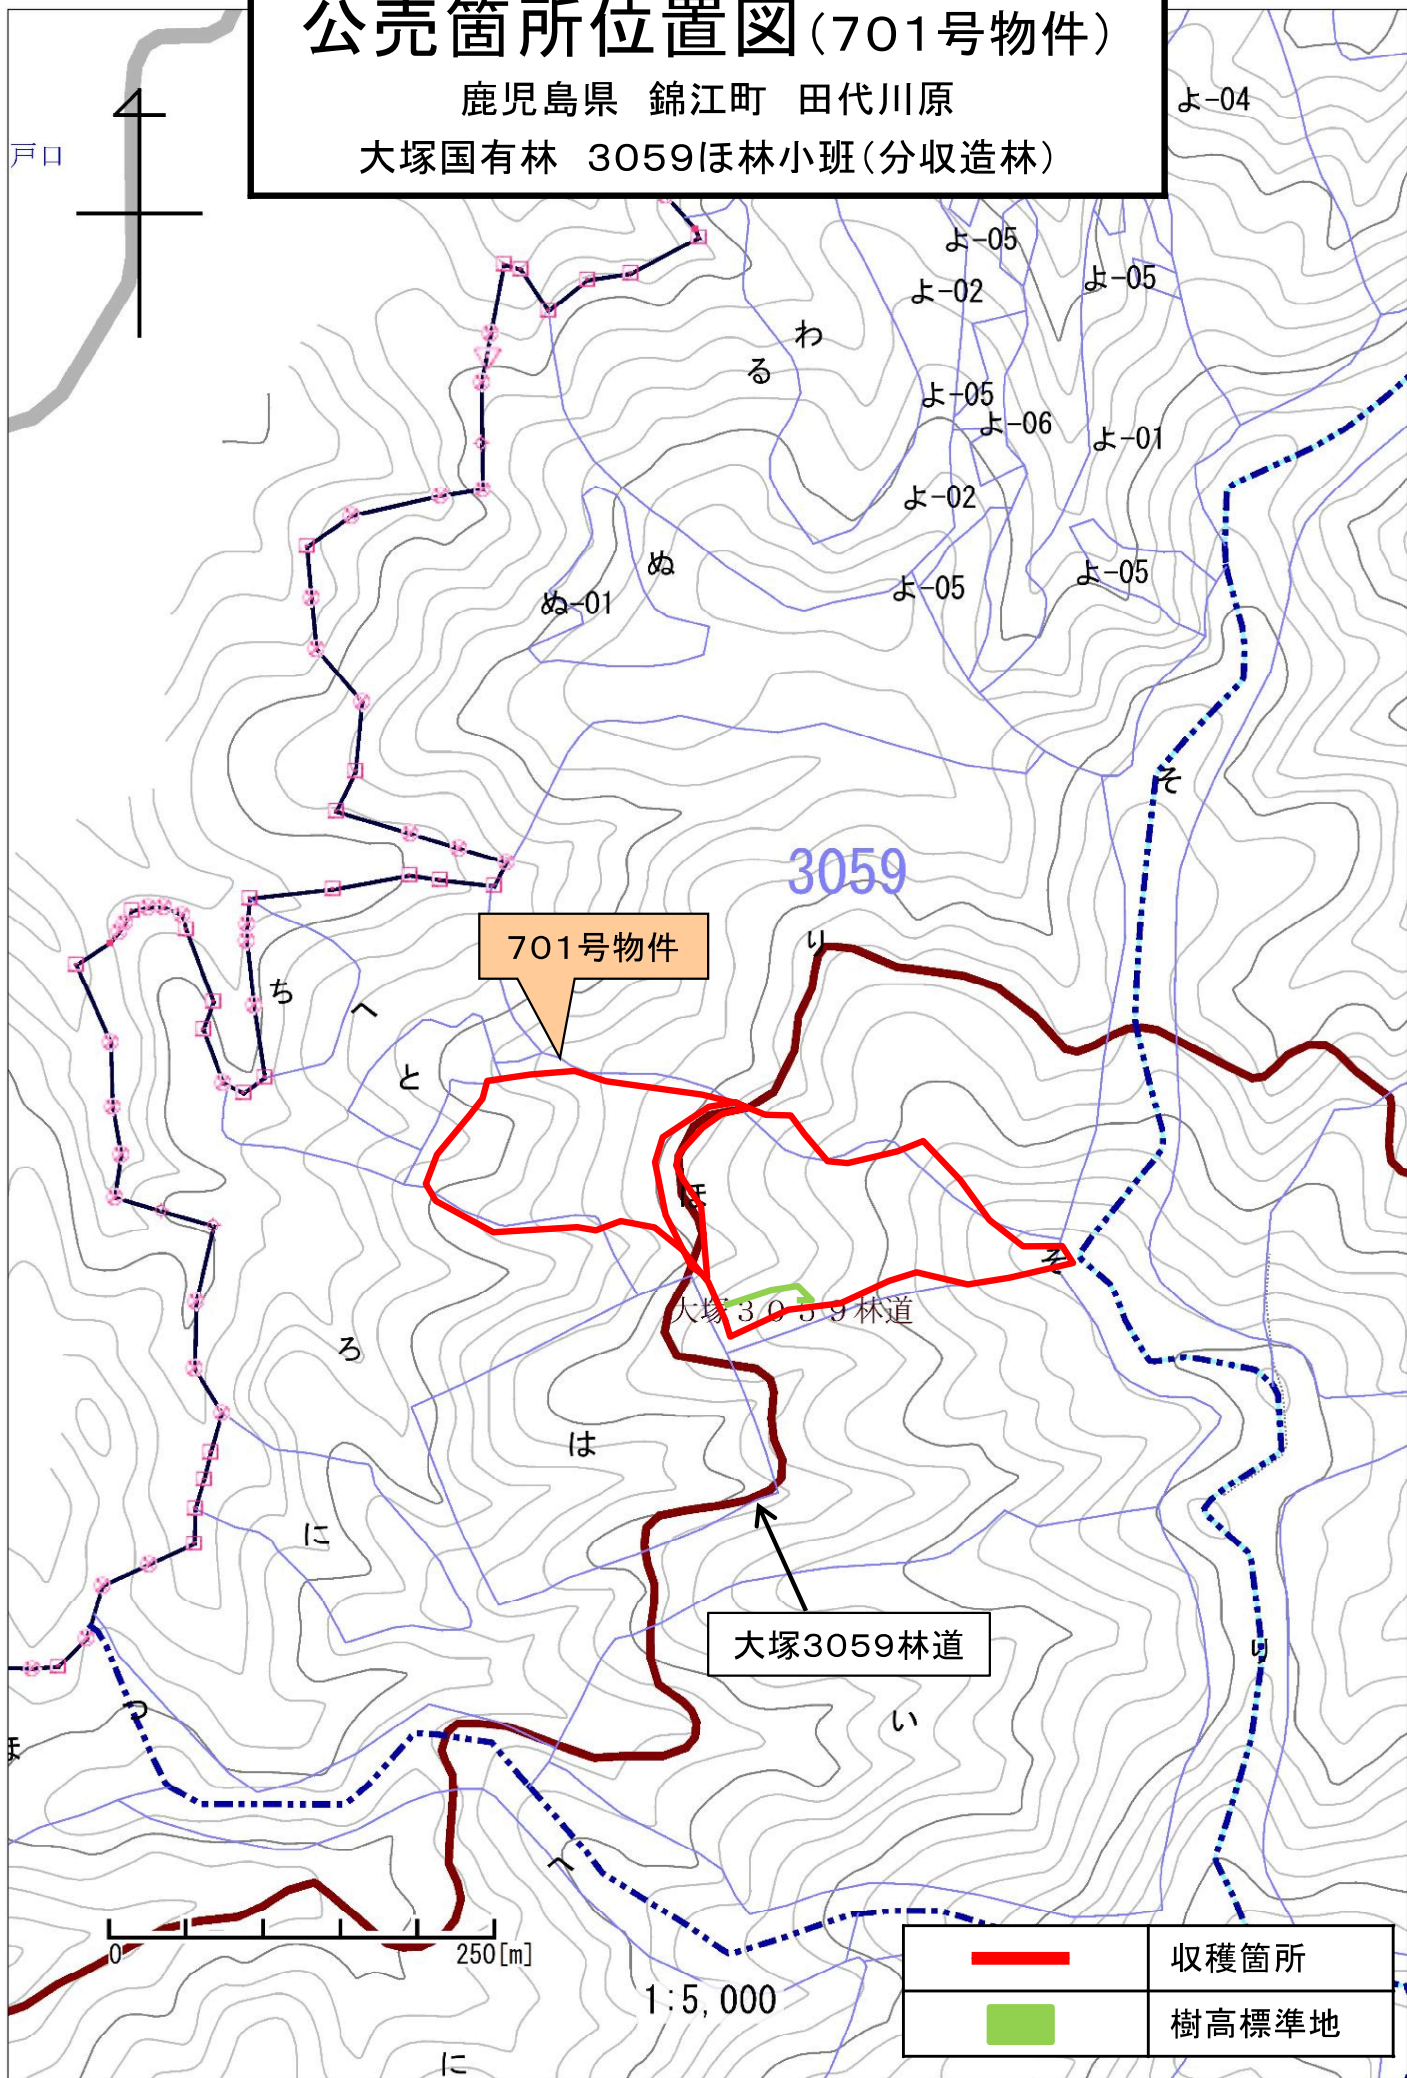 公売箇所位置図(701号物件)
鹿児島県 錦江町 田代川原
大塚国有林 3059ほ林小班(分収造林)
よ-04
戸口
よ-05
よ-05
よ-02
わ
る
よ-05
よ-06
よ-01
よ-02
ぬ
よ-05
よ-05
ぬ-01
そ
3059
701号物件
り
ち
へ
と
ほ
そ
大塚3059林道
ろ
は
に
大塚3059林道
り
つ
い
ほ
へ
0
250[m]
1:5,000
収穫箇所
樹高標準地
に